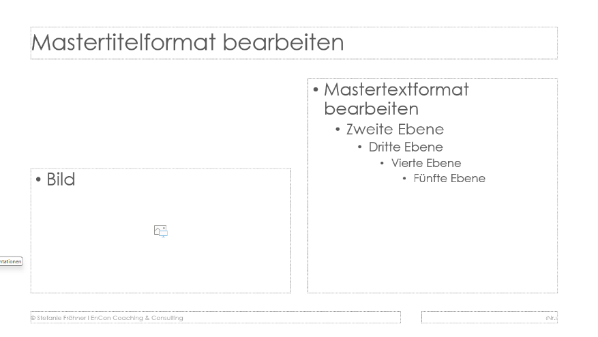 Mastertitelformat bearbeiten
• Bild
• Mastertextformat
bearbeiten
• Zweite Ebene
• Dritte Ebene
• Vierte Ebene
• Fünfte Ebene
© Stefanie Fröhner I EnCon Coaching & Consulting